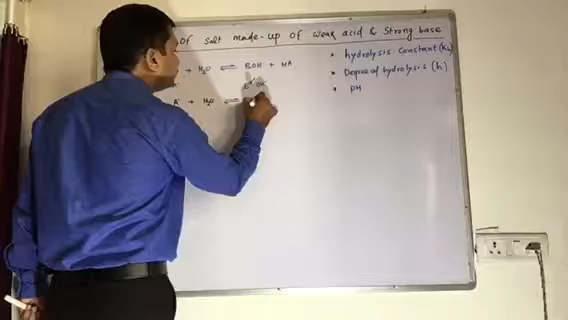 Of salt made-up of weak acid & Strong base
+ H₂O ⇌ BOH + HA
A⁻ + H₂O ⇌
• hydrolysis constant (Kh)
• Degree of hydrolysis (h)
• pH